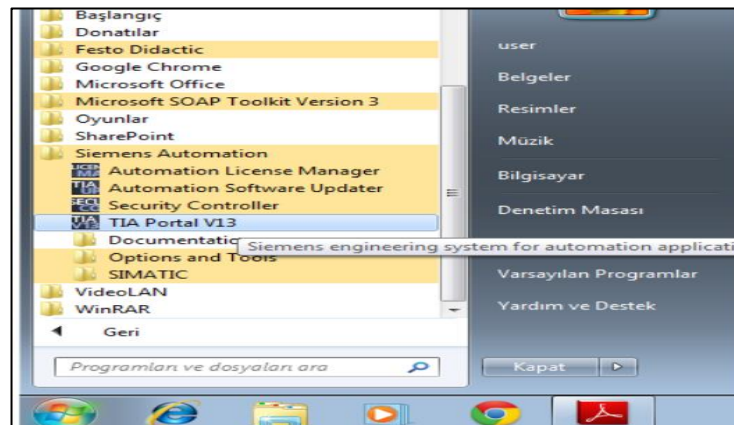 Başlangıç
Donatılar
Festo Didactic
Google Chrome
Microsoft Office
Microsoft SOAP Toolkit Version 3
Oyunlar
SharePoint
Siemens Automation
Automation License Manager
Automation Software Updater
Security Controller
TIA Portal V13
Documentatio
Siemens engineering system for automation applicati
Options and Tools
SIMATIC
VideoLAN
WinRAR
Geri
Programları ve dosyaları ara
user
Belgeler
Resimler
Müzik
Bilgisayar
Denetim Masası
Varsayılan Programlar
Yardım ve Destek
Kapat